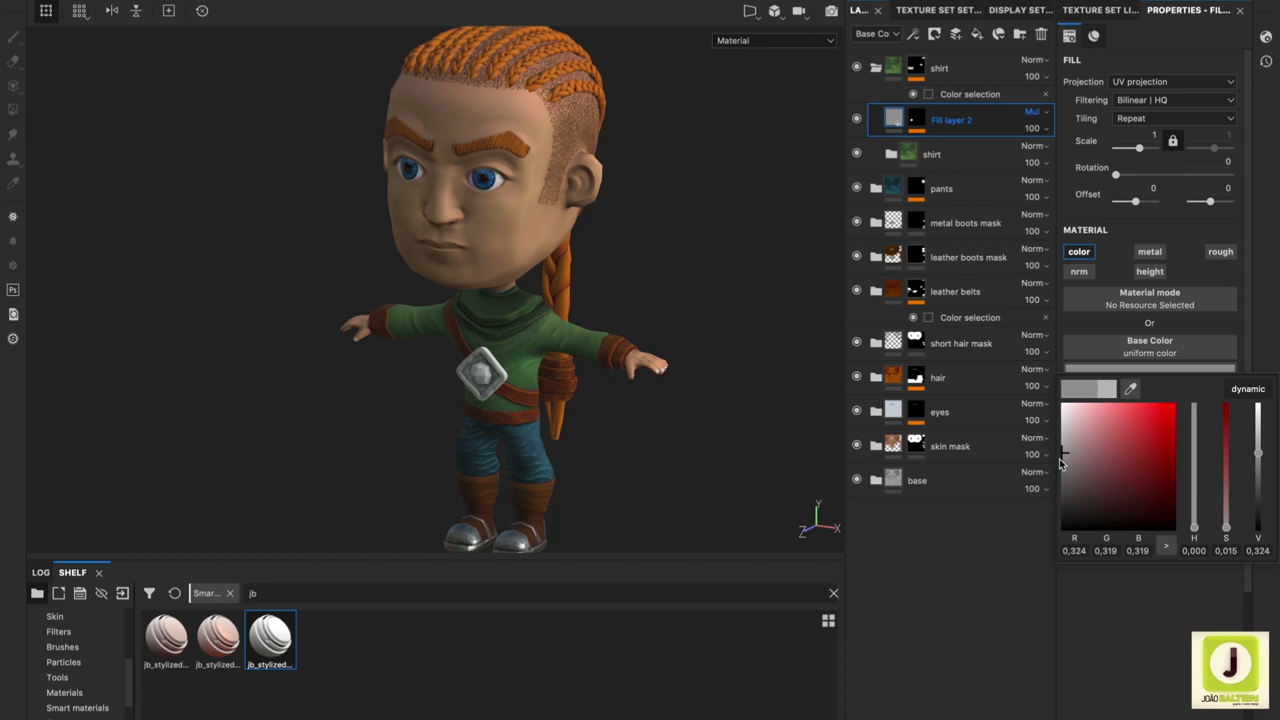 LA...
TEXTURE SET SET...
DISPLAY SET...
TEXTURE SET LI...
PROPERTIES - FIL...
Material
Base Co
shirt
Norm
100
Color selection
Fill layer 2
Mul
100
shirt
Norm
100
pants
Norm
100
metal boots mask
Norm
100
leather boots mask
Norm
100
leather belts
Norm
100
Color selection
short hair mask
Norm
100
hair
Norm
100
eyes
Norm
100
skin mask
Norm
100
base
Norm
100
FILL
Projection UV projection
Filtering Bilinear | HQ
Tiling Repeat
Scale 1 1
Rotation 0
Offset 0 0
MATERIAL
color metal rough
nrm height
Material mode
No Resource Selected
Or
Base Color
uniform color
dynamic
R G B H S V
0,324 0,319 0,319 > 0,000 0,015 0,324
Y
Z X
Ps
LOG SHELF
Smar... jb
Skin
Filters
Brushes
Particles
Tools
Materials
Smart materials
jb_stylized... jb_stylized... jb_stylized...
J
JOÃO BALTIERI